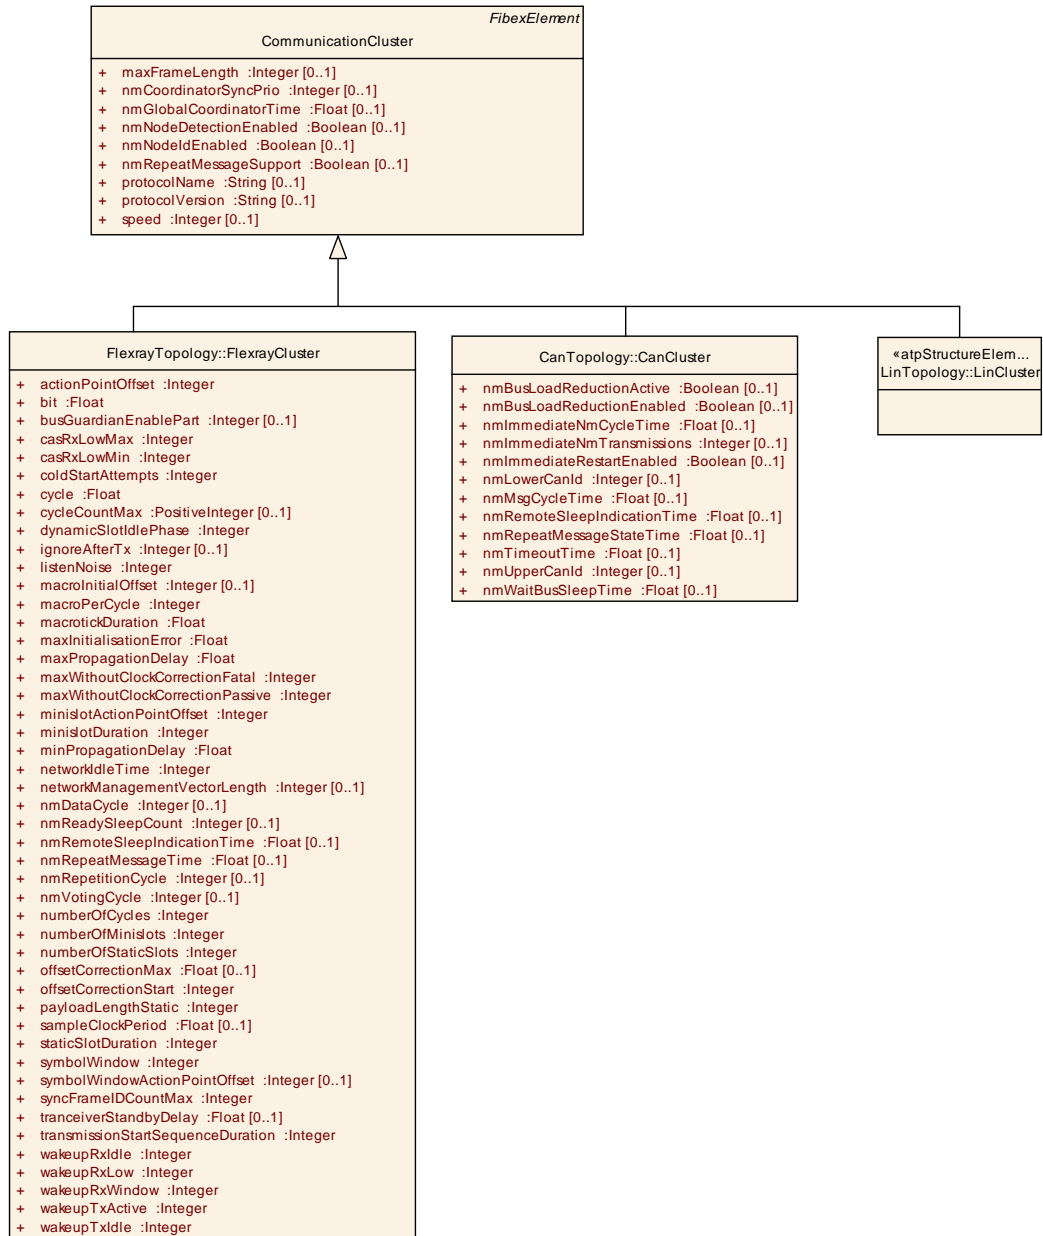 FibexElement
CommunicationCluster
+ maxFrameLength :Integer [0..1]
+ nmCoordinatorSyncPrio :Integer [0..1]
+ nmGlobalCoordinatorTime :Float [0..1]
+ nmNodeDetectionEnabled :Boolean [0..1]
+ nmNodeIdEnabled :Boolean [0..1]
+ nmRepeatMessageSupport :Boolean [0..1]
+ protocolName :String [0..1]
+ protocolVersion :String [0..1]
+ speed :Integer [0..1]
FlexrayTopology::FlexrayCluster
+ actionPointOffset :Integer
+ bit :Float
+ busGuardianEnablePart :Integer [0..1]
+ casRxLowMax :Integer
+ casRxLowMin :Integer
+ coldStartAttempts :Integer
+ cycle :Float
+ cycleCountMax :PositiveInteger [0..1]
+ dynamicSlotIdlePhase :Integer
+ ignoreAfterTx :Integer [0..1]
+ listenNoise :Integer
+ macroInitialOffset :Integer [0..1]
+ macroPerCycle :Integer
+ macrotickDuration :Float
+ maxInitialisationError :Float
+ maxPropagationDelay :Float
+ maxWithoutClockCorrectionFatal :Integer
+ maxWithoutClockCorrectionPassive :Integer
+ minislotActionPointOffset :Integer
+ minislotDuration :Integer
+ minPropagationDelay :Float
+ networkIdleTime :Integer
+ networkManagementVectorLength :Integer [0..1]
+ nmDataCycle :Integer [0..1]
+ nmReadySleepCount :Integer [0..1]
+ nmRemoteSleepIndicationTime :Float [0..1]
+ nmRepeatMessageTime :Float [0..1]
+ nmRepetitionCycle :Integer [0..1]
+ nmVotingCycle :Integer [0..1]
+ numberOfCycles :Integer
+ numberOfMinislots :Integer
+ numberOfStaticSlots :Integer
+ offsetCorrectionMax :Float [0..1]
+ offsetCorrectionStart :Integer
+ payloadLengthStatic :Integer
+ sampleClockPeriod :Float [0..1]
+ staticSlotDuration :Integer
+ symbolWindow :Integer
+ symbolWindowActionPointOffset :Integer [0..1]
+ syncFrameIDCountMax :Integer
+ tranceiverStandbyDelay :Float [0..1]
+ transmissionStartSequenceDuration :Integer
+ wakeupRxIdle :Integer
+ wakeupRxLow :Integer
+ wakeupRxWindow :Integer
+ wakeupTxActive :Integer
+ wakeupTxIdle :Integer
CanTopology::CanCluster
+ nmBusLoadReductionActive :Boolean [0..1]
+ nmBusLoadReductionEnabled :Boolean [0..1]
+ nmImmediateNmCycleTime :Float [0..1]
+ nmImmediateNmTransmissions :Integer [0..1]
+ nmImmediateRestartEnabled :Boolean [0..1]
+ nmLowerCanId :Integer [0..1]
+ nmMsgCycleTime :Float [0..1]
+ nmRemoteSleepIndicationTime :Float [0..1]
+ nmRepeatMessageStateTime :Float [0..1]
+ nmTimeoutTime :Float [0..1]
+ nmUpperCanId :Integer [0..1]
+ nmWaitBusSleepTime :Float [0..1]
«atpStructureElem...
LinTopology::LinCluster